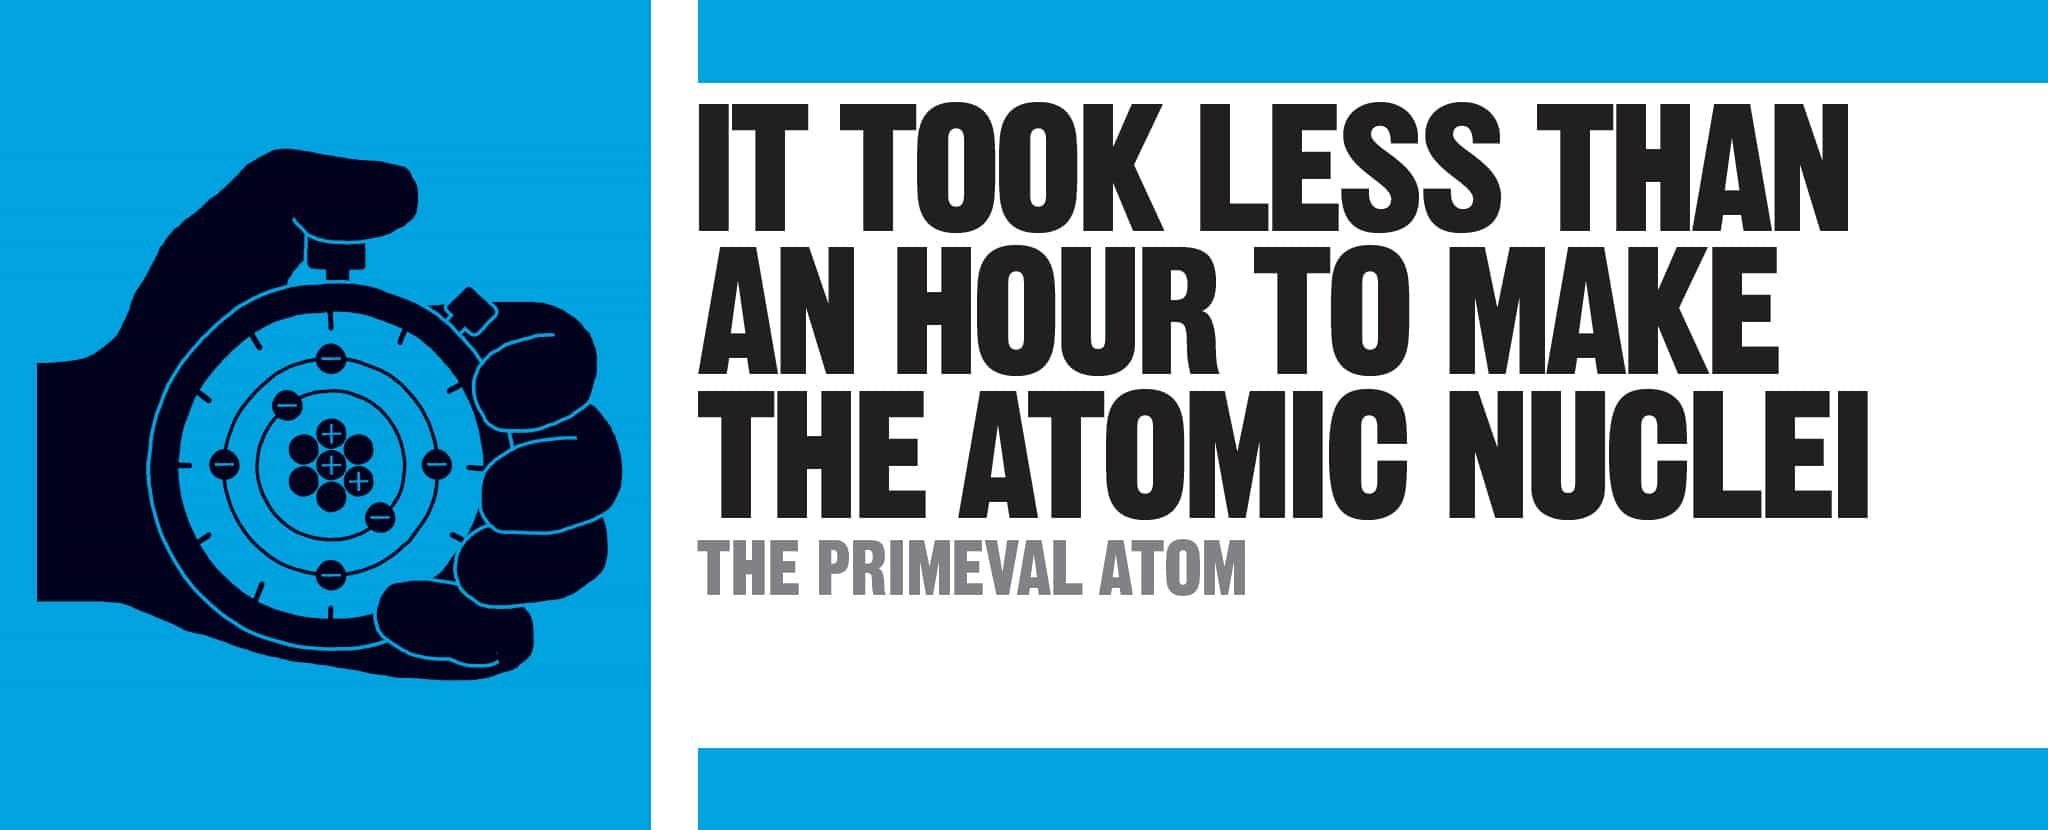 IT TOOK LESS THAN
AN HOUR TO MAKE
THE ATOMIC NUCLEI
THE PRIMEVAL ATOM